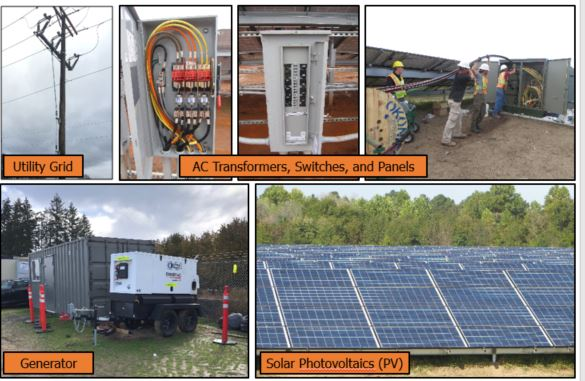 Utility Grid
AC Transformers, Switches, and Panels
Generator
Solar Photovoltaics (PV)